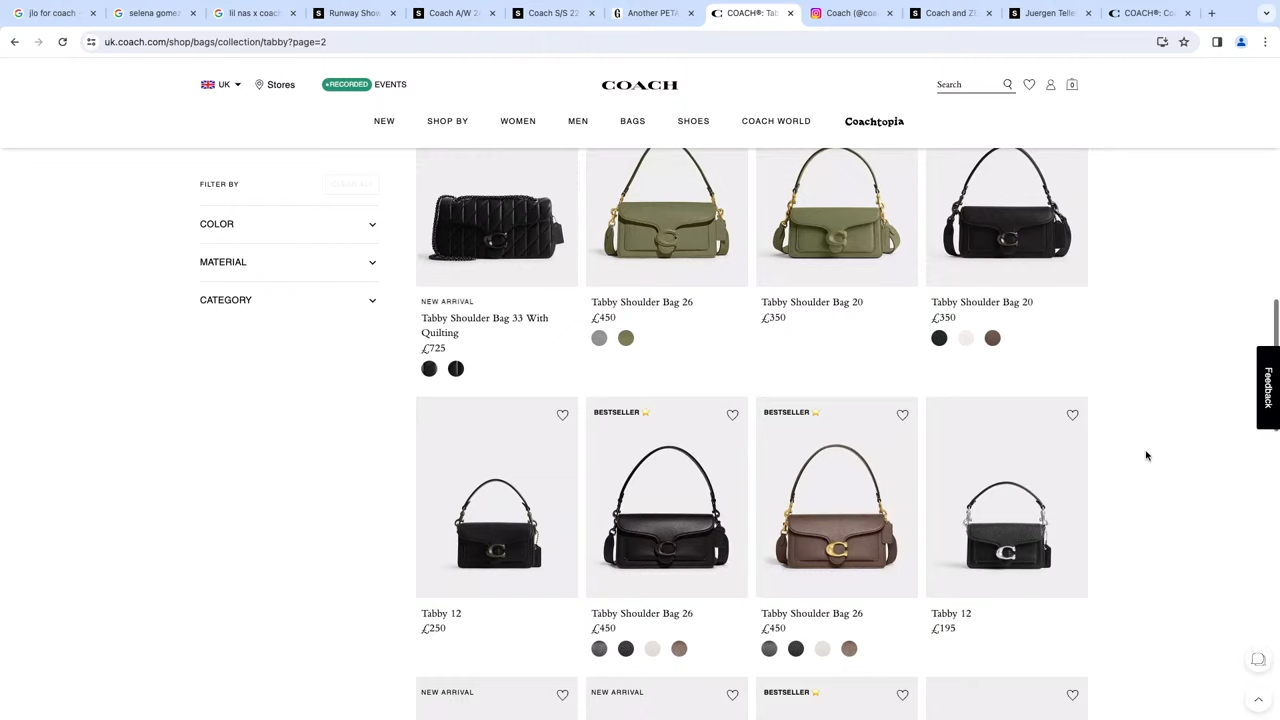 jlo for coach -
selena gomez
lil nas x coach
Runway Show
Coach A/W 24
Coach S/S 22
Another PETA
COACH®: Tab
Coach (@coa
Coach and ZE
Juergen Telle
COACH®: Co
uk.coach.com/shop/bags/collection/tabby?page=2
UK
Stores
RECORDED EVENTS
COACH
Search
0
NEW
SHOP BY
WOMEN
MEN
BAGS
SHOES
COACH WORLD
Coachtopia
FILTER BY
CLEAR ALL
COLOR
MATERIAL
CATEGORY
NEW ARRIVAL
Tabby Shoulder Bag 33 With
Quilting
£725
Tabby Shoulder Bag 26
£450
Tabby Shoulder Bag 20
£350
Tabby Shoulder Bag 20
£350
Feedback
BESTSELLER
BESTSELLER
Tabby 12
£250
Tabby Shoulder Bag 26
£450
Tabby Shoulder Bag 26
£450
Tabby 12
£195
NEW ARRIVAL
NEW ARRIVAL
BESTSELLER